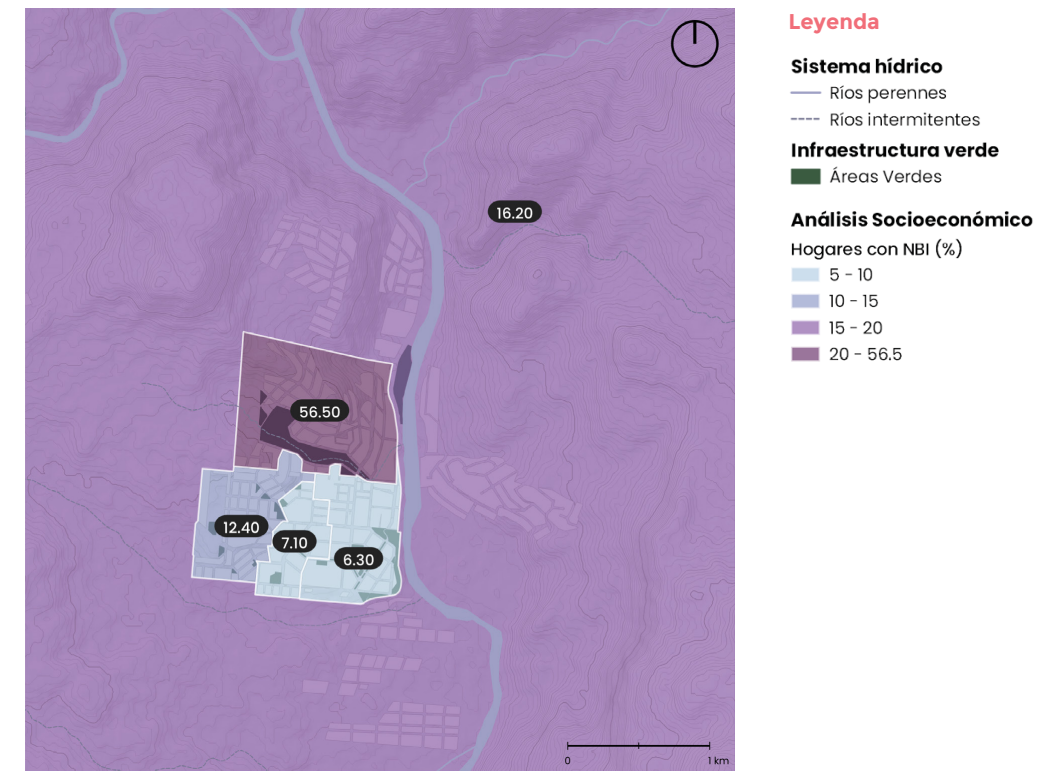 Leyenda
Sistema hídrico
Ríos perennes
Ríos intermitentes
Infraestructura verde
Áreas Verdes
Análisis Socioeconómico
Hogares con NBI (%)
5 - 10
10 - 15
15 - 20
20 - 56.5
16.20
56.50
12.40
7.10
6.30
0
1 km